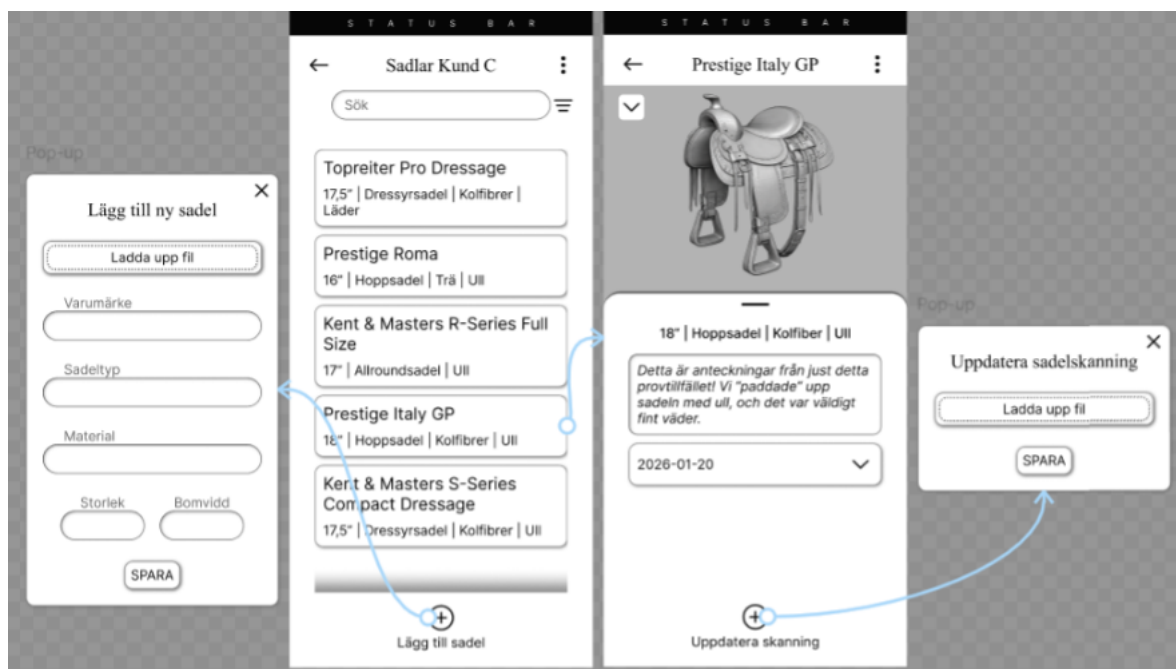 Pop-up
Lägg till ny sadel
Ladda upp fil
Varumärke
Sadeltyp
Material
Storlek
Bomvidd
SPARA
STATUS BAR
Sadlar Kund C
Sök
Topreiter Pro Dressage
17,5" | Dressyrsadel | Kolfibrer |
Läder
Prestige Roma
16" | Hoppsadel | Trä | Ull
Kent & Masters R-Series Full
Size
17" | Allroundsadel | Ull
Prestige Italy GP
18" | Hoppsadel | Kolfibrer | Ull
Kent & Masters S-Series
Compact Dressage
17,5" | Dressyrsadel | Kolfibrer | Ull
Lägg till sadel
STATUS BAR
Prestige Italy GP
18" | Hoppsadel | Kolfiber | Ull
Detta är anteckningar från just detta
provtillfället! Vi "paddade" upp
sadeln med ull, och det var väldigt
fint väder.
2026-01-20
Uppdatera skanning
Pop-up
Uppdatera sadelskanning
Ladda upp fil
SPARA